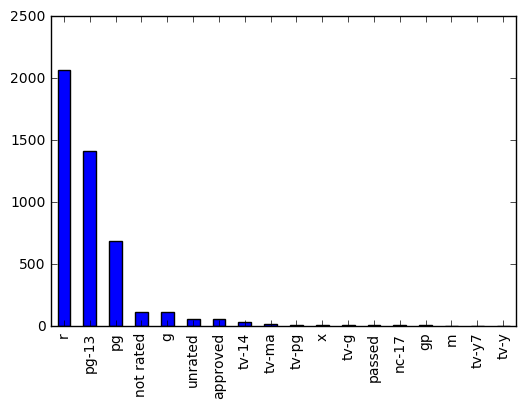 2500
2000
1500
1000
500
0
r
pg-13
pg
not rated
g
unrated
approved
tv-14
tv-ma
tv-pg
x
tv-g
passed
nc-17
gp
m
tv-y7
tv-y